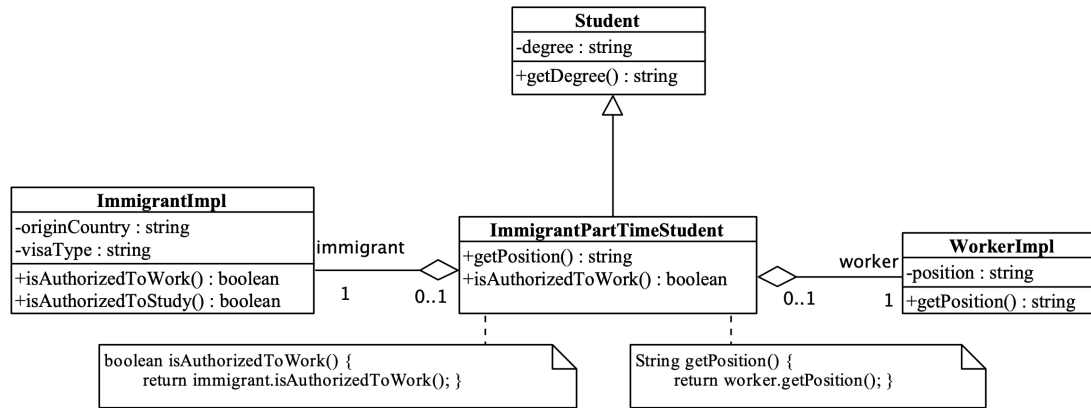 Student
-degree : string
+getDegree() : string
ImmigrantImpl
-originCountry : string
-visaType : string
+isAuthorizedToWork() : boolean
+isAuthorizedToStudy() : boolean
immigrant
1
0..1
ImmigrantPartTimeStudent
+getPosition() : string
+isAuthorizedToWork() : boolean
worker
0..1
1
WorkerImpl
-position : string
+getPosition() : string
boolean isAuthorizedToWork() {
return immigrant.isAuthorizedToWork(); }
String getPosition() {
return worker.getPosition(); }